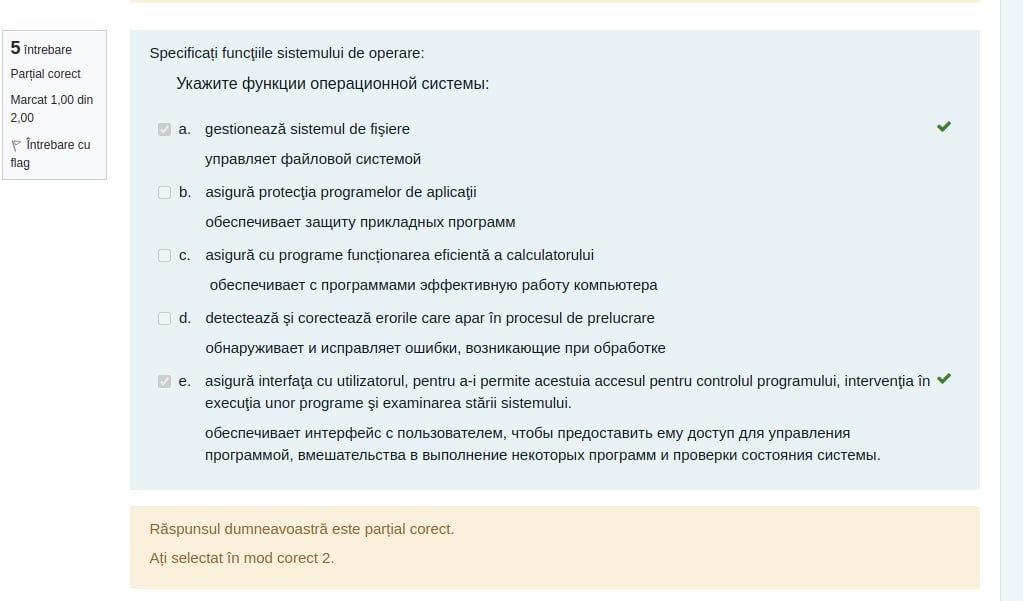 5 întrebare
Parțial corect
Marcat 1,00 din
2,00
Întrebare cu
flag
Specificați funcţiile sistemului de operare:
Укажите функции операционной системы:
a. gestionează sistemul de fişiere
управляет файловой системой
b. asigură protecţia programelor de aplicaţii
обеспечивает защиту прикладных программ
c. asigură cu programe funcționarea eficientă a calculatorului
обеспечивает с программами эффективную работу компьютера
d. detectează şi corectează erorile care apar în procesul de prelucrare
обнаруживает и исправляет ошибки, возникающие при обработке
e. asigură interfaţa cu utilizatorul, pentru a-i permite acestuia accesul pentru controlul programului, intervenţia în
execuţia unor programe şi examinarea stării sistemului.
обеспечивает интерфейс с пользователем, чтобы предоставить ему доступ для управления
программой, вмешательства в выполнение некоторых программ и проверки состояния системы.
Răspunsul dumneavoastră este parțial corect.
Ați selectat în mod corect 2.